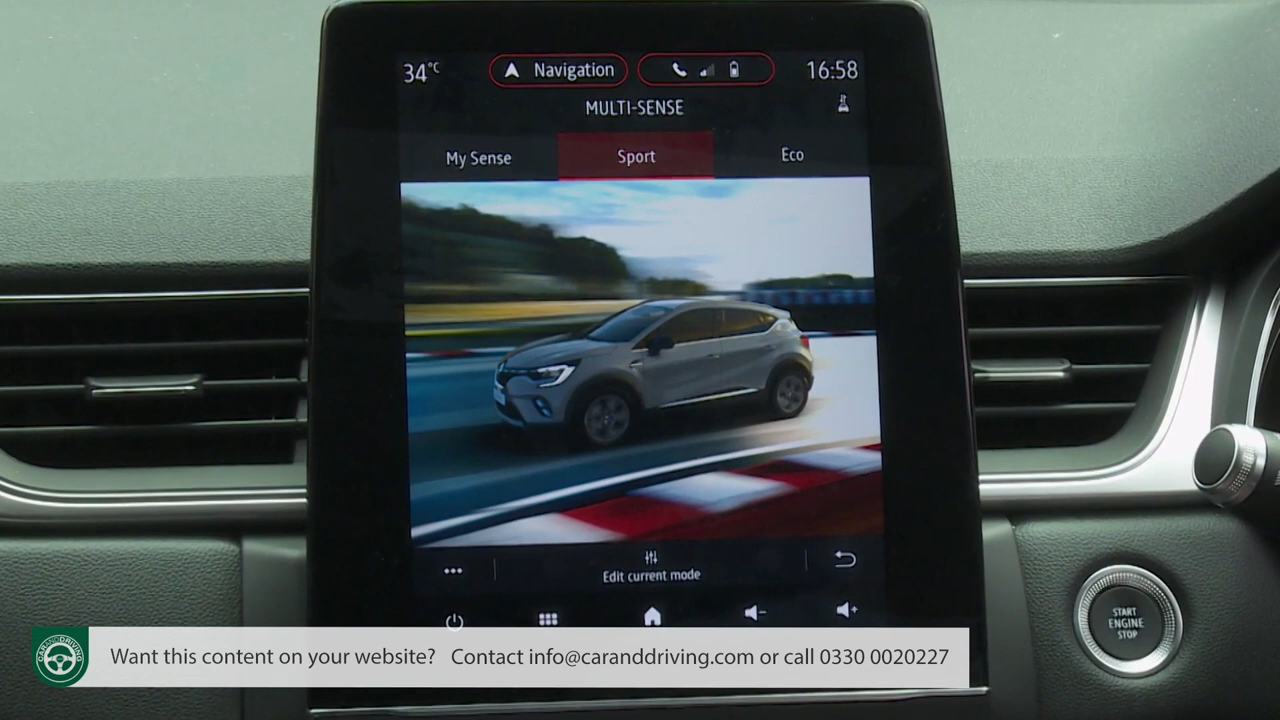 34°C
Navigation
16:58
MULTI-SENSE
My Sense
Sport
Eco
Edit current mode
START
ENGINE
STOP
CARANDDRIVING
Want this content on your website? Contact info@caranddriving.com or call 0330 0020227